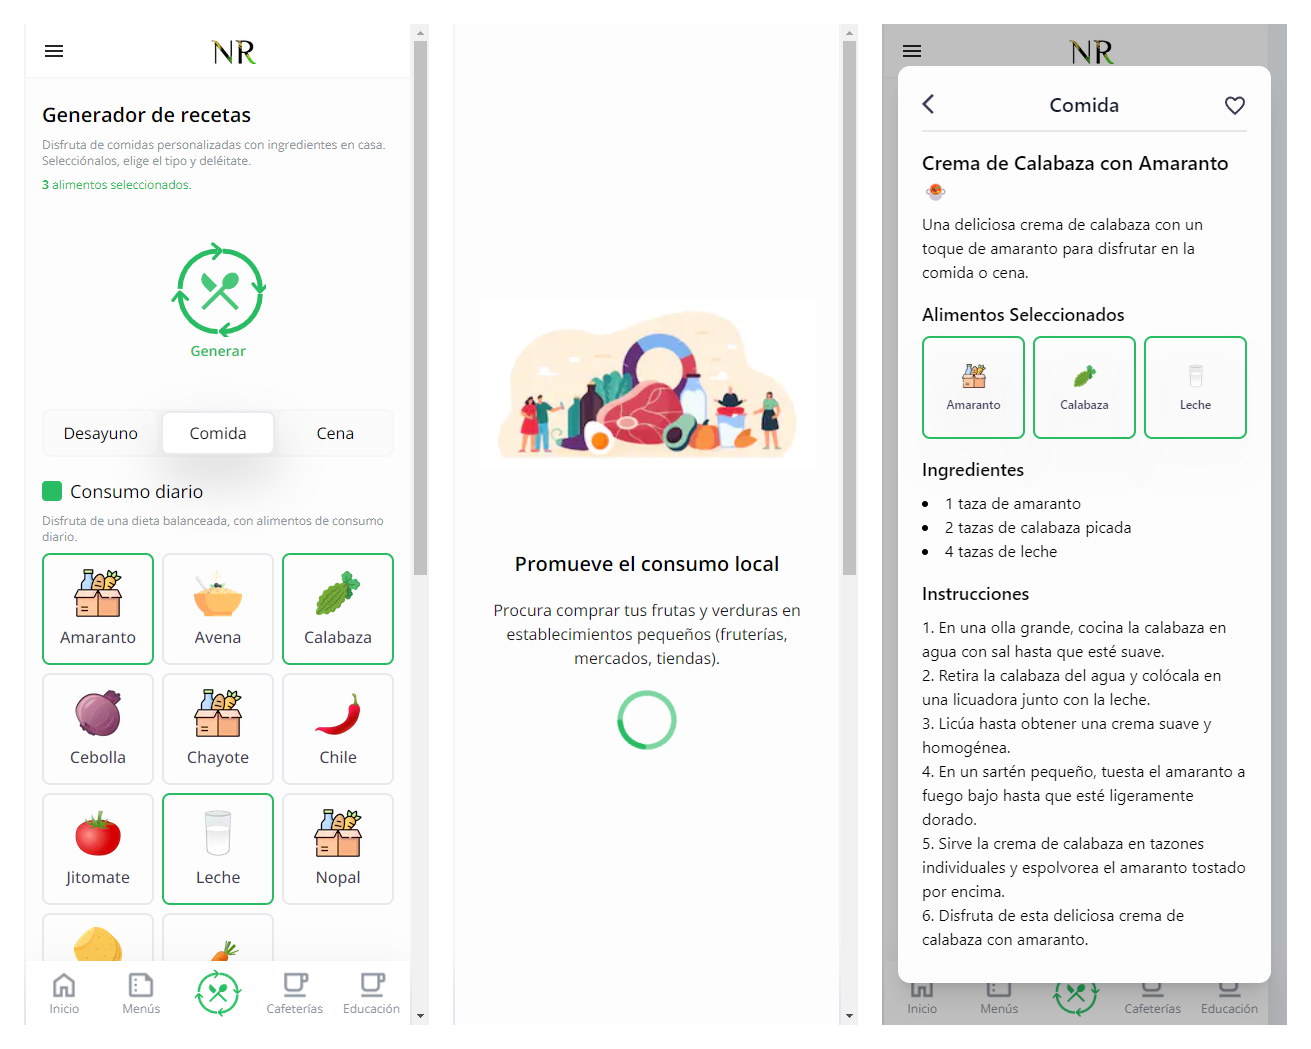 NR
Generador de recetas
Disfruta de comidas personalizadas con ingredientes en casa.
Selecciónalos, elige el tipo y deléitate.
3 alimentos seleccionados.
Generar
Desayuno Comida Cena
Consumo diario
Disfruta de una dieta balanceada, con alimentos de consumo
diario.
Amaranto Avena Calabaza
Cebolla Chayote Chile
Jitomate Leche Nopal
Inicio Menús Cafeterías Educación
Promueve el consumo local
Procura comprar tus frutas y verduras en
establecimientos pequeños (fruterías,
mercados, tiendas).
NR
Comida
Crema de Calabaza con Amaranto
Una deliciosa crema de calabaza con un
toque de amaranto para disfrutar en la
comida o cena.
Alimentos Seleccionados
Amaranto Calabaza Leche
Ingredientes
• 1 taza de amaranto
• 2 tazas de calabaza picada
• 4 tazas de leche
Instrucciones
1. En una olla grande, cocina la calabaza en
agua con sal hasta que esté suave.
2. Retira la calabaza del agua y colócala en
una licuadora junto con la leche.
3. Licúa hasta obtener una crema suave y
homogénea.
4. En un sartén pequeño, tuesta el amaranto a
fuego bajo hasta que esté ligeramente
dorado.
5. Sirve la crema de calabaza en tazones
individuales y espolvorea el amaranto tostado
por encima.
6. Disfruta de esta deliciosa crema de
calabaza con amaranto.
Inicio Menús Cafeterías Educación